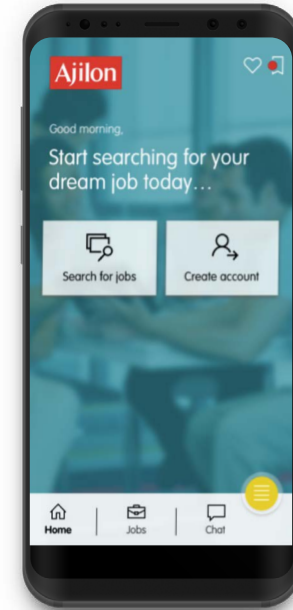 Ajilon
Good morning,
Start searching for your
dream job today...
Search for jobs
Create account
Home
Jobs
Chat